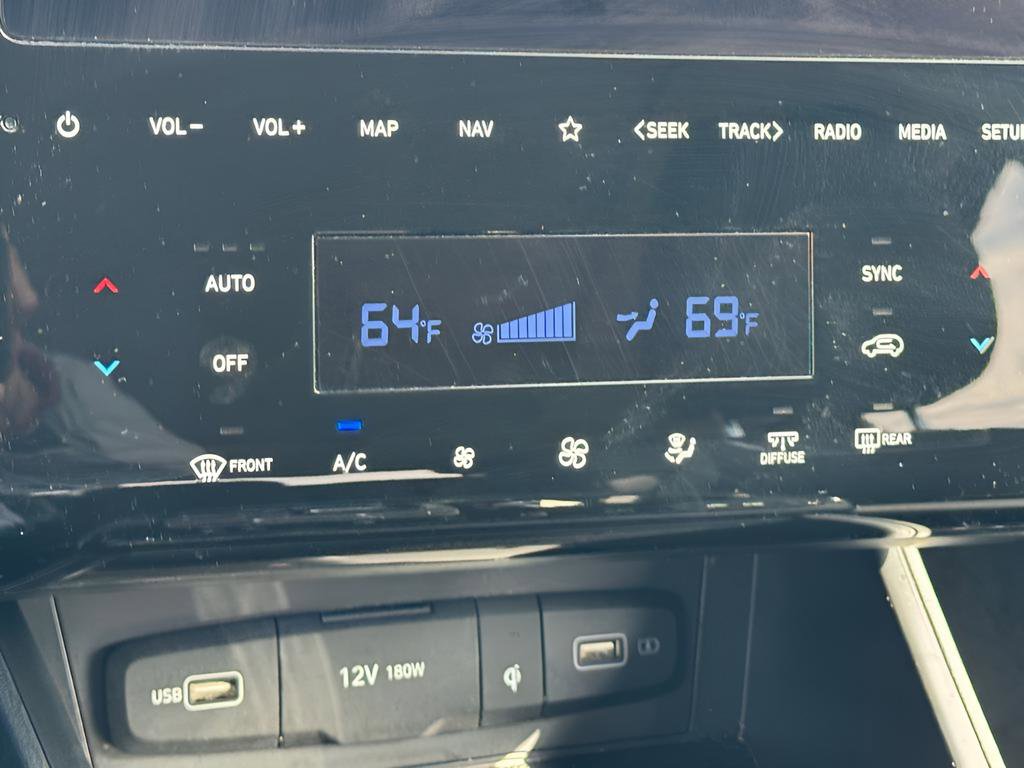 VOL− VOL+ MAP NAV <SEEK TRACK> RADIO MEDIA SETUP
AUTO SYNC
64°F 69°F
OFF
FRONT A/C DIFFUSE REAR
USB 12V 180W